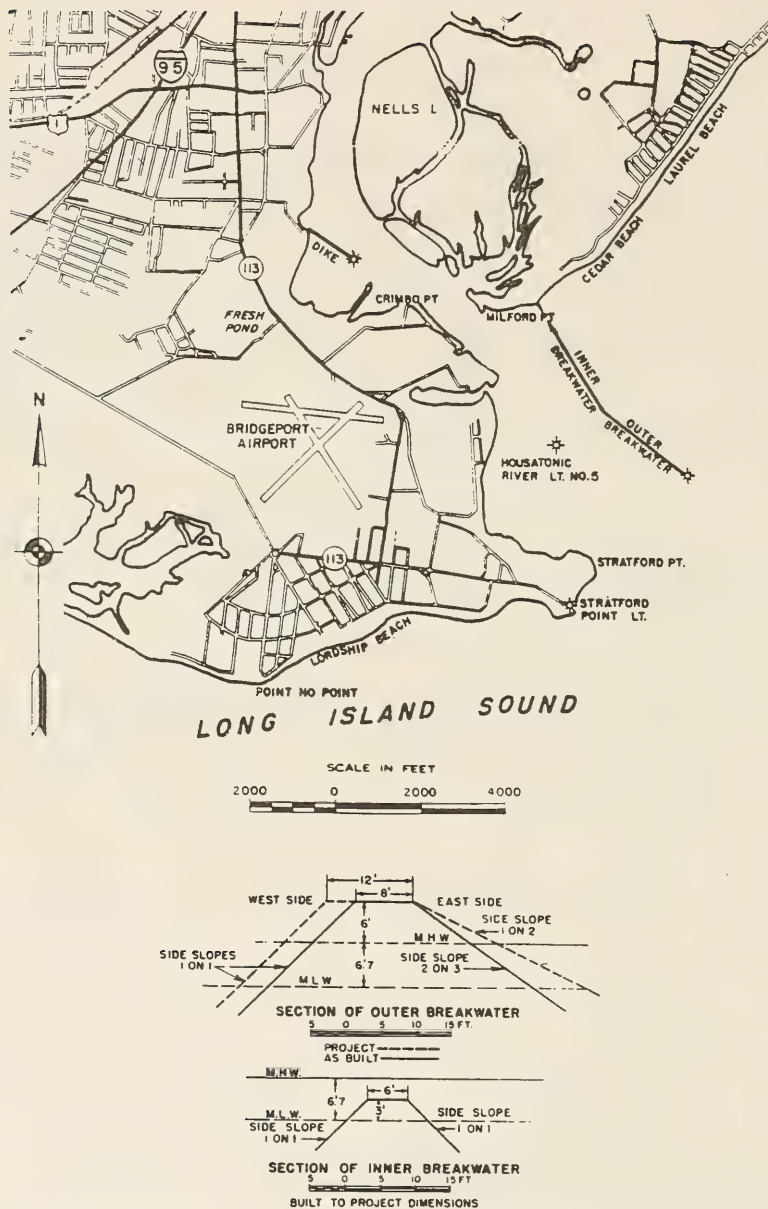 95
1
NELLS I.
LAUREL BEACH
CEDAR BEACH
DIKE
113
CRIMBO PT
MILFORD PT
FRESH
POND
INNER
BREAKWATER
OUTER
BREAKWATER
N
BRIDGEPORT
AIRPORT
HOUSATONIC
RIVER LT. NO. 5
113
STRATFORD PT.
STRATFORD
POINT LT.
LORDSHIP BEACH
POINT NO POINT
LONG ISLAND SOUND
SCALE IN FEET
2000 0 2000 4000
12'
8'
WEST SIDE
EAST SIDE
6'
SIDE SLOPE
1 ON 2
M H W
SIDE SLOPES
1 ON 1
6.'7
SIDE SLOPE
2 ON 3
M L W
SECTION OF OUTER BREAKWATER
5 0 5 10 15 FT.
PROJECT
AS BUILT
M.H.W.
6.'7
6'
M.L.W.
3'
SIDE SLOPE
1 ON 1
SIDE SLOPE
1 ON 1
SECTION OF INNER BREAKWATER
5 0 5 10 15 FT
BUILT TO PROJECT DIMENSIONS